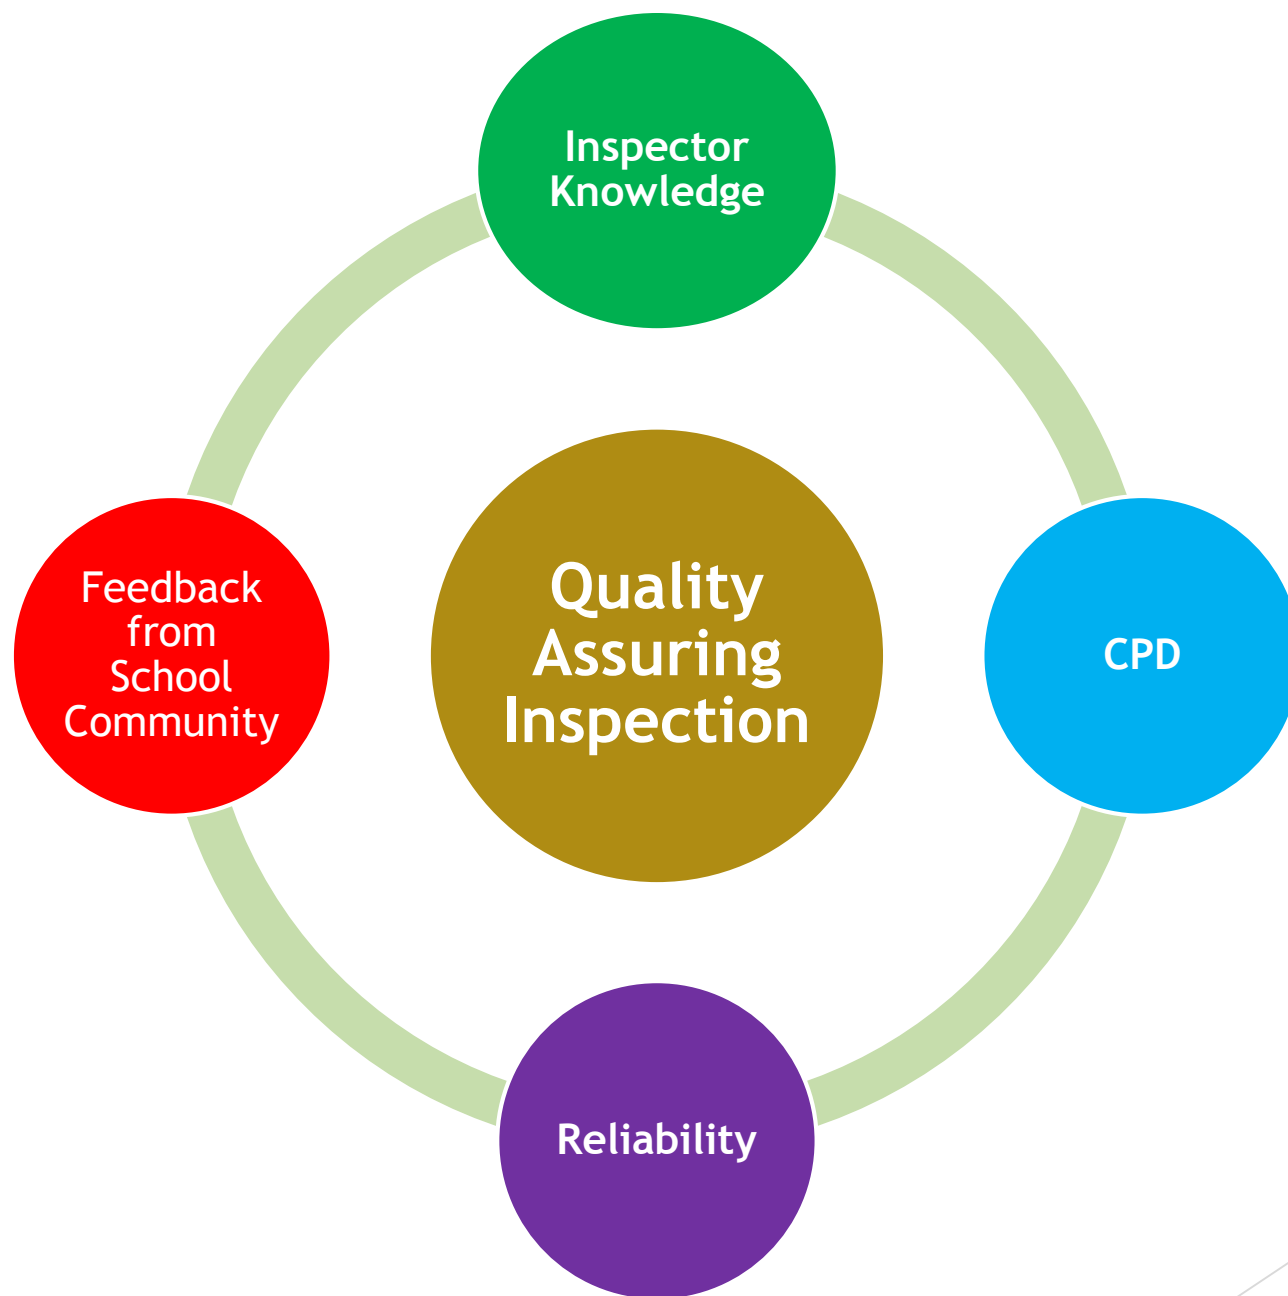 Inspector
Knowledge
Feedback
from
School
Community
Quality
Assuring
Inspection
CPD
Reliability